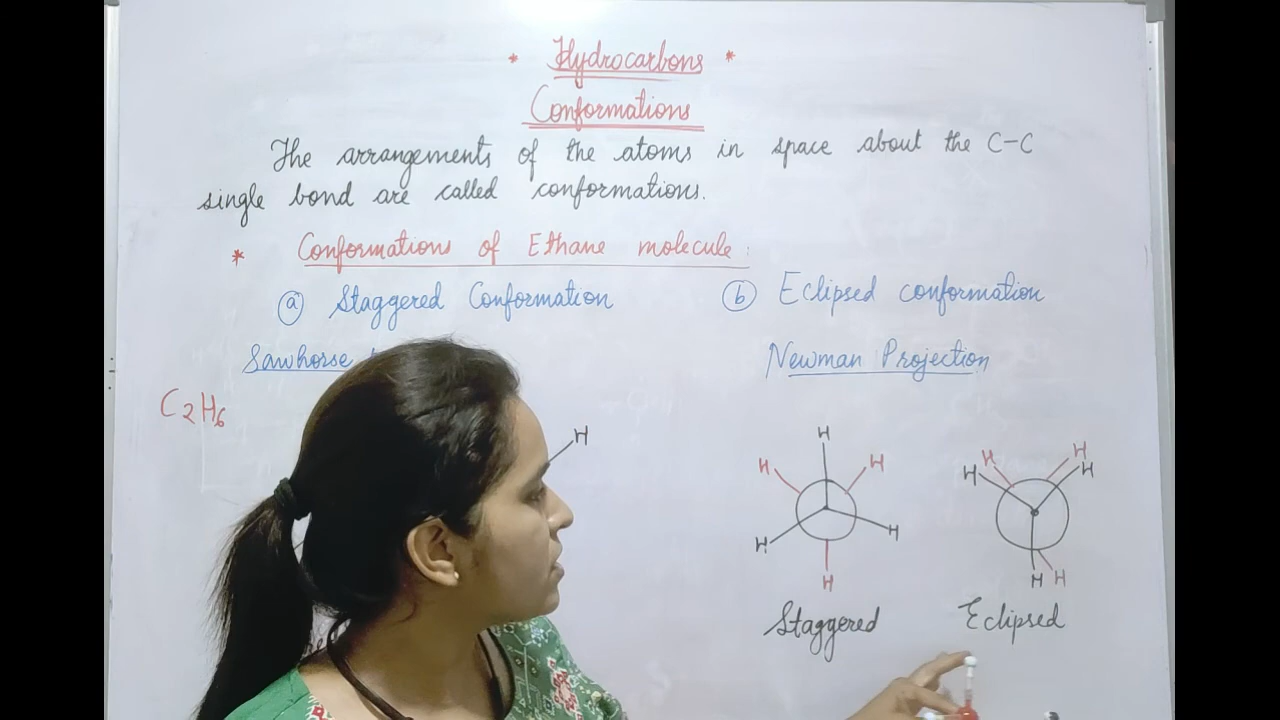 * Hydrocarbons *
Conformations
The arrangements of the atoms in space about the C-C
single bond are called conformations.
* Conformations of Ethane molecule:
a Staggered Conformation
b Eclipsed conformation
Sawhorse
Newman Projection
C2H6
H
H
H H
H H
H H
H
H H
H H
H H
Staggered
Eclipsed